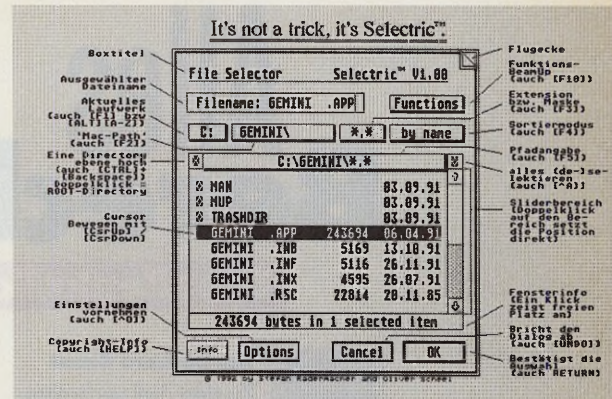 It's not a trick, it's Selectric™.
Boxtitel
Ausgewählter
Dateiname
Aktuelles
Laufwerk
(auch [F1] bzw
[ALT][A-Z])
'Mac-Path'
(auch [F2])
Eine Directory
ebene hoch
(auch [CTRL]+
[Backspace])
Doppelklick =
ROOT-Directory
Cursor
Bewegen mit
[CsrUp] /
[CsrDown]
Einstellungen
vornehmen
(auch [^O])
Copyright-Info
(auch [HELP])
File Selector Selectric™ V1.00
Filename: GEMINI .APP
Functions
C: GEMINI\ *.* by name
C:\GEMINI\*.*
MAN 03.09.91
MUP 03.09.91
TRASHDIR 03.09.91
GEMINI .APP 243694 06.04.91
GEMINI .INB 5169 13.10.91
GEMINI .INF 5116 26.11.91
GEMINI .INX 4595 26.07.91
GEMINI .RSC 22814 20.11.85
243694 bytes in 1 selected item
Info Options Cancel OK
© 1992 by Stefan Radermacher and Oliver Scheel
Flugecke
Funktions-
BeamUp
(auch [F10])
Extension
bzw. Maske
(auch [F3])
Sortiermodus
(auch [F4])
Pfadangabe
(auch [F5])
alles (de-)se-
lektieren
(auch [^A])
Sliderbereich
(Doppelklick
auf den Be-
reich setzt
auf Position
direkt)
Fensterinfo
(Ein Klick
zeigt freien
Platz an)
Bricht den
Dialog ab
(auch [UNDO])
Bestätigt die
Auswahl
(auch RETURN)